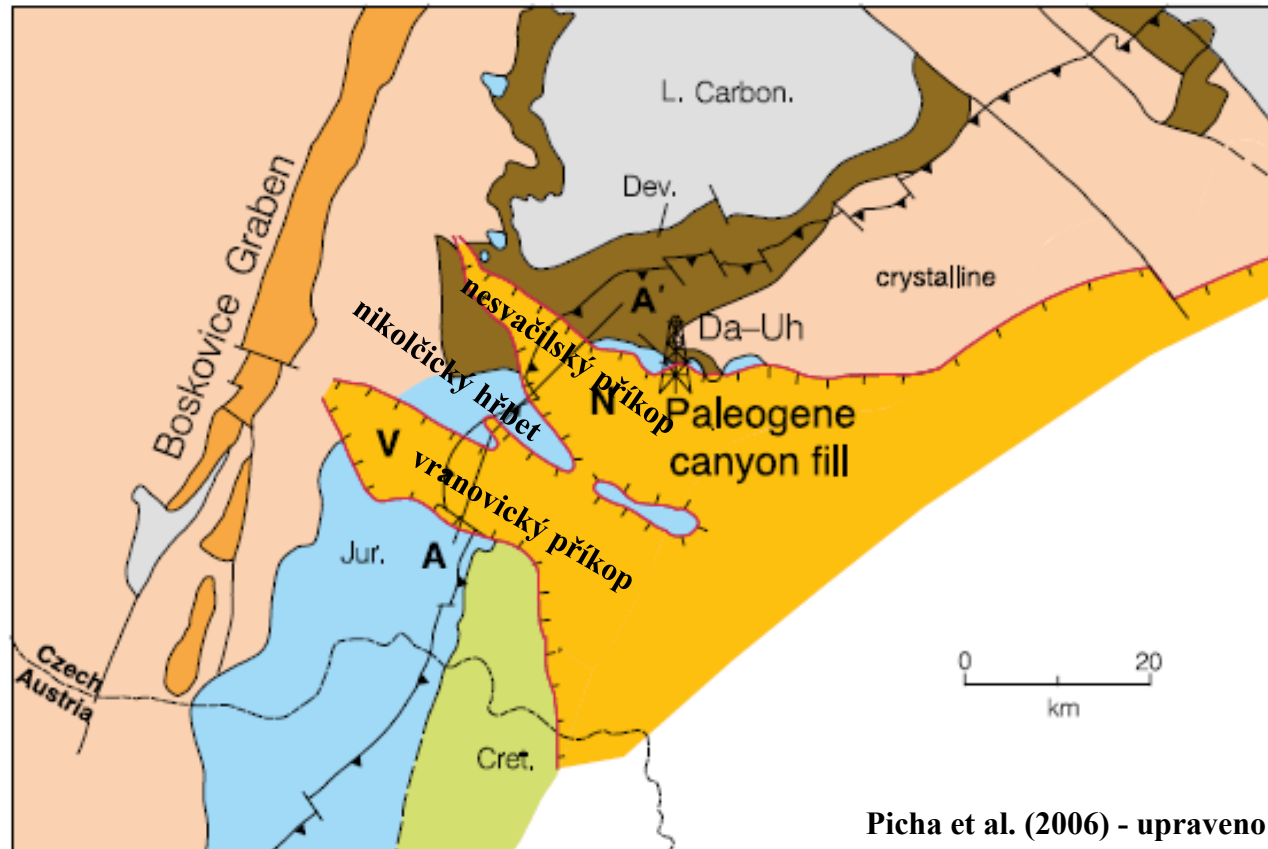 L. Carbon.
Dev.
Boskovice Graben
crystalline
nesvačilský příkop
A'
Da–Uh
nikolčický hřbet
N
Paleogene
canyon fill
V
vranovický příkop
Jur.
A
Czech
Austria
0 20
km
Cret.
Picha et al. (2006) - upraveno